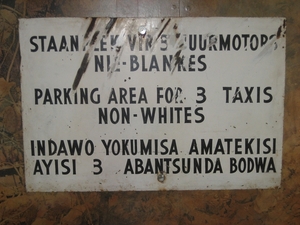 STAANPLEK VIR 3 HUURMOTORS
NIE-BLANKES
PARKING AREA FOR 3 TAXIS
NON-WHITES
INDAWO YOKUMISA AMATEKISI
AYISI 3 ABANTSUNDA BODWA